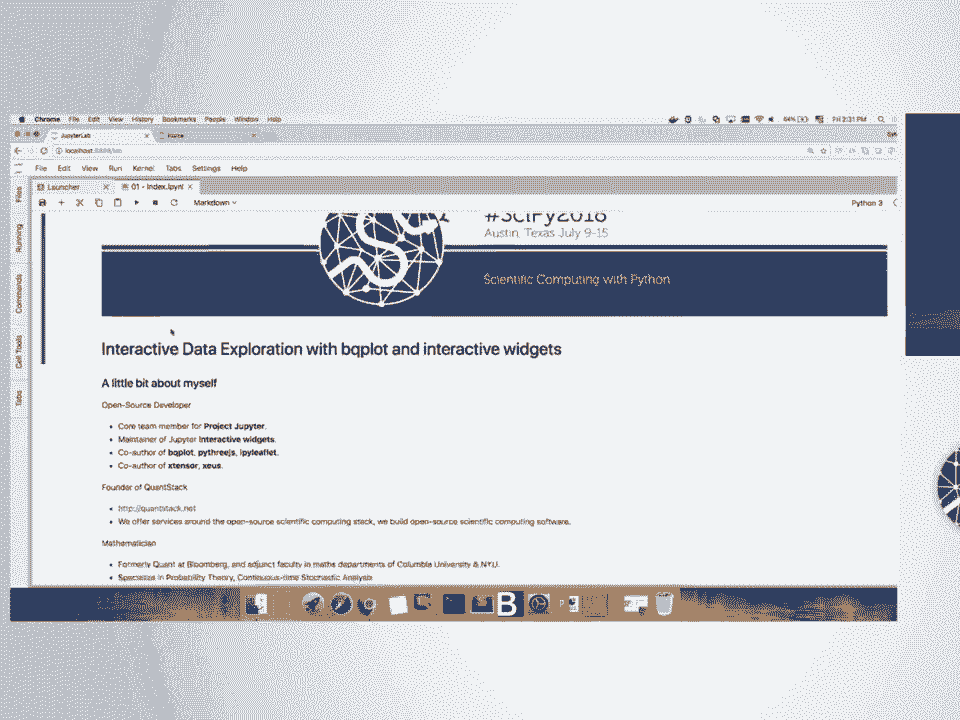 Chrome File Edit View History Bookmarks People Window Help
64% Fri 2:31 PM
JupyterLab Home
localhost:8888/lab
File Edit View Run Kernel Tabs Settings Help
Launcher 01 - Index.ipynb
Markdown Python 3
Files
Running
Commands
Cell Tools
Tabs
#SciPy2018
Austin, Texas July 9-15
Scientific Computing with Python
Interactive Data Exploration with bqplot and interactive widgets
A little bit about myself
Open-Source Developer
Core team member for Project Jupyter.
Maintainer of Jupyter Interactive widgets.
Co-author of bqplot, pythreejs, ipyleaflet.
Co-author of xtensor, xeus.
Founder of QuantStack
http://quantstack.net
We offer services around the open-source scientific computing stack, we build open-source scientific computing software.
Mathematician
Formerly Quant at Bloomberg, and adjunct faculty in maths departments of Columbia University & NYU.
Specialties in Probability Theory, Continuous-time Stochastic Analysis